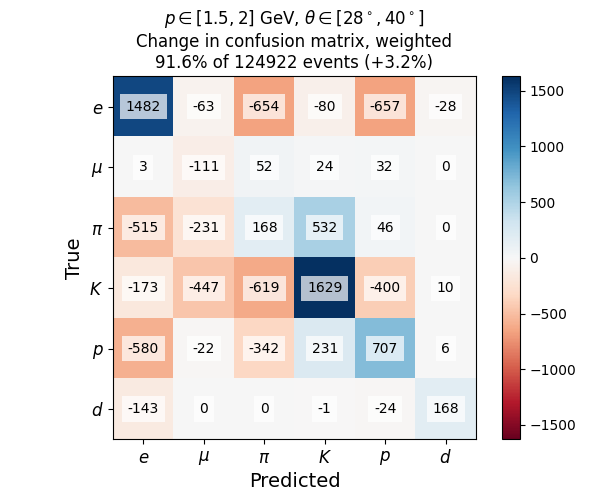 p ∈ [1.5, 2] GeV, θ ∈ [28°, 40°]
Change in confusion matrix, weighted
91.6% of 124922 events (+3.2%)
e 1482 -63 -654 -80 -657 -28
μ 3 -111 52 24 32 0
π -515 -231 168 532 46 0
K -173 -447 -619 1629 -400 10
p -580 -22 -342 231 707 6
d -143 0 0 -1 -24 168
e μ π K p d
Predicted
True
1500
1000
500
0
−500
−1000
−1500